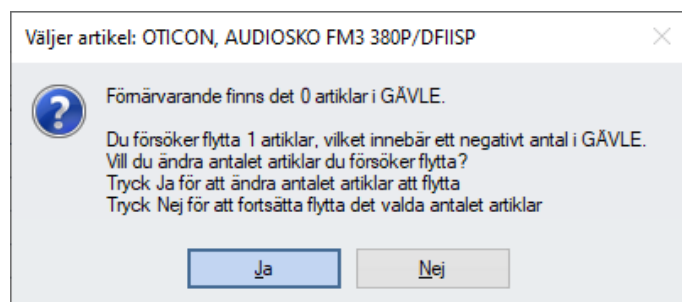 Väljer artikel: OTICON, AUDIOSKO FM3 380P/DFIISP
Förnärvarande finns det 0 artiklar i GÄVLE.
Du försöker flytta 1 artiklar, vilket innebär ett negativt antal i GÄVLE.
Vill du ändra antalet artiklar du försöker flytta?
Tryck Ja för att ändra antalet artiklar att flytta
Tryck Nej för att fortsätta flytta det valda antalet artiklar
Ja
Nej